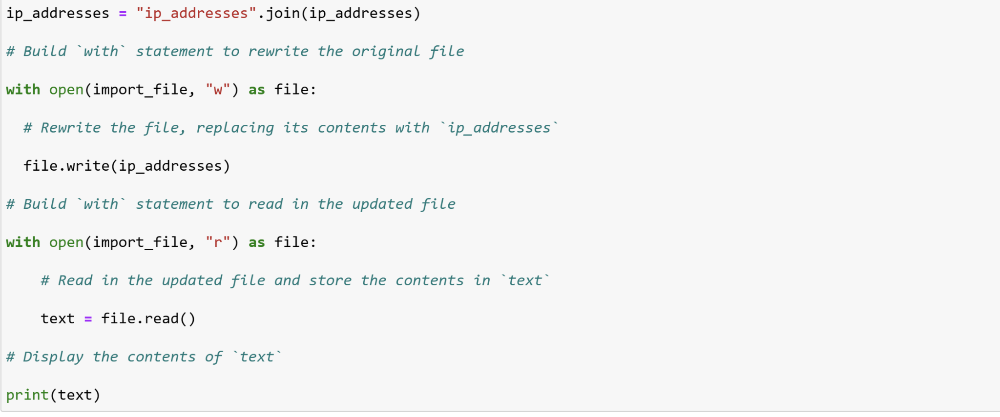 ip_addresses = "ip_addresses".join(ip_addresses)
# Build `with` statement to rewrite the original file
with open(import_file, "w") as file:
  # Rewrite the file, replacing its contents with `ip_addresses`
  file.write(ip_addresses)
# Build `with` statement to read in the updated file
with open(import_file, "r") as file:
    # Read in the updated file and store the contents in `text`
    text = file.read()
# Display the contents of `text`
print(text)